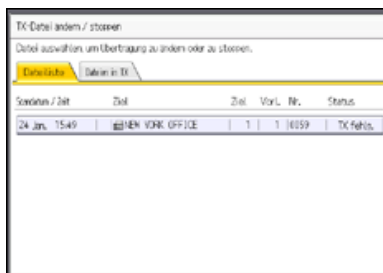 TX-Datei ändern / stoppen
Datei auswählen, um Übertragung zu ändern oder zu stoppen.
Dateiliste Dateien in TX
Sendedatum / Zeit Ziel Ziel Vorl. Nr. Status
24 Jan. 15:49 NEW YORK OFFICE 1 1 0059 TX fehlg.